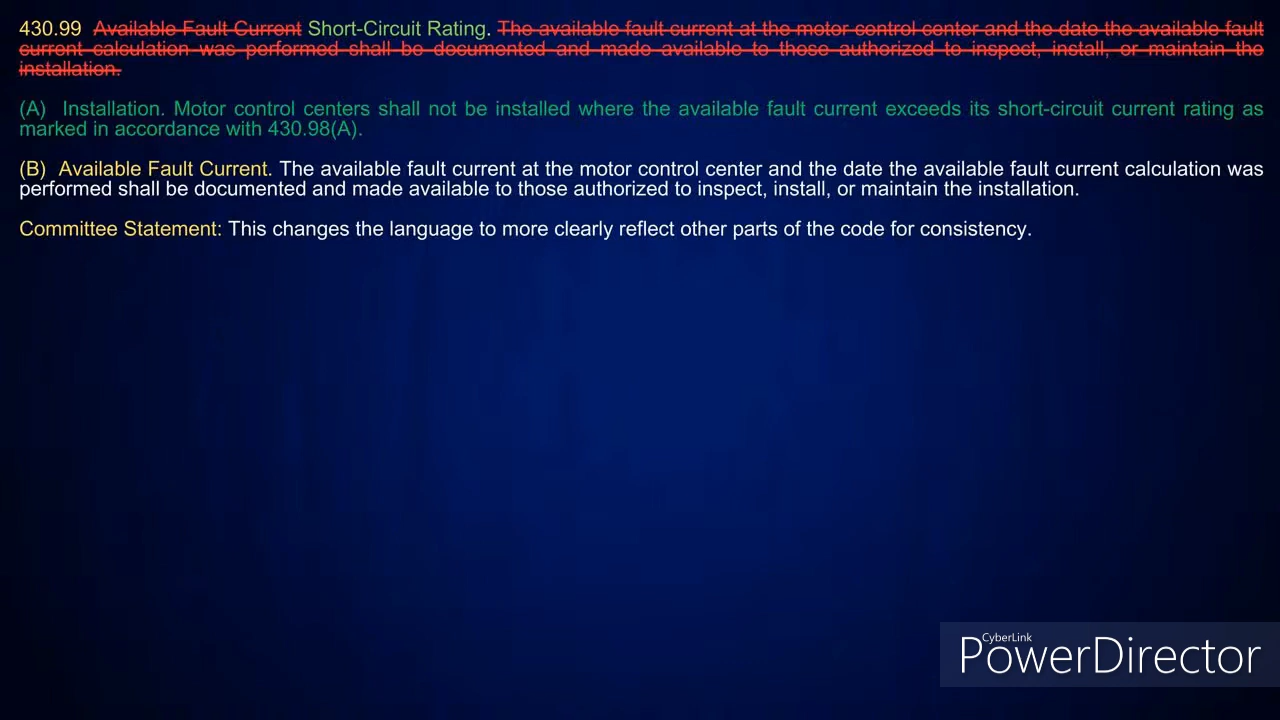 430.99 Available Fault Current Short-Circuit Rating. The available fault current at the motor control center and the date the available fault
current calculation was performed shall be documented and made available to those authorized to inspect, install, or maintain the
installation.
(A) Installation. Motor control centers shall not be installed where the available fault current exceeds its short-circuit current rating as
marked in accordance with 430.98(A).
(B) Available Fault Current. The available fault current at the motor control center and the date the available fault current calculation was
performed shall be documented and made available to those authorized to inspect, install, or maintain the installation.
Committee Statement: This changes the language to more clearly reflect other parts of the code for consistency.
CyberLink
PowerDirector